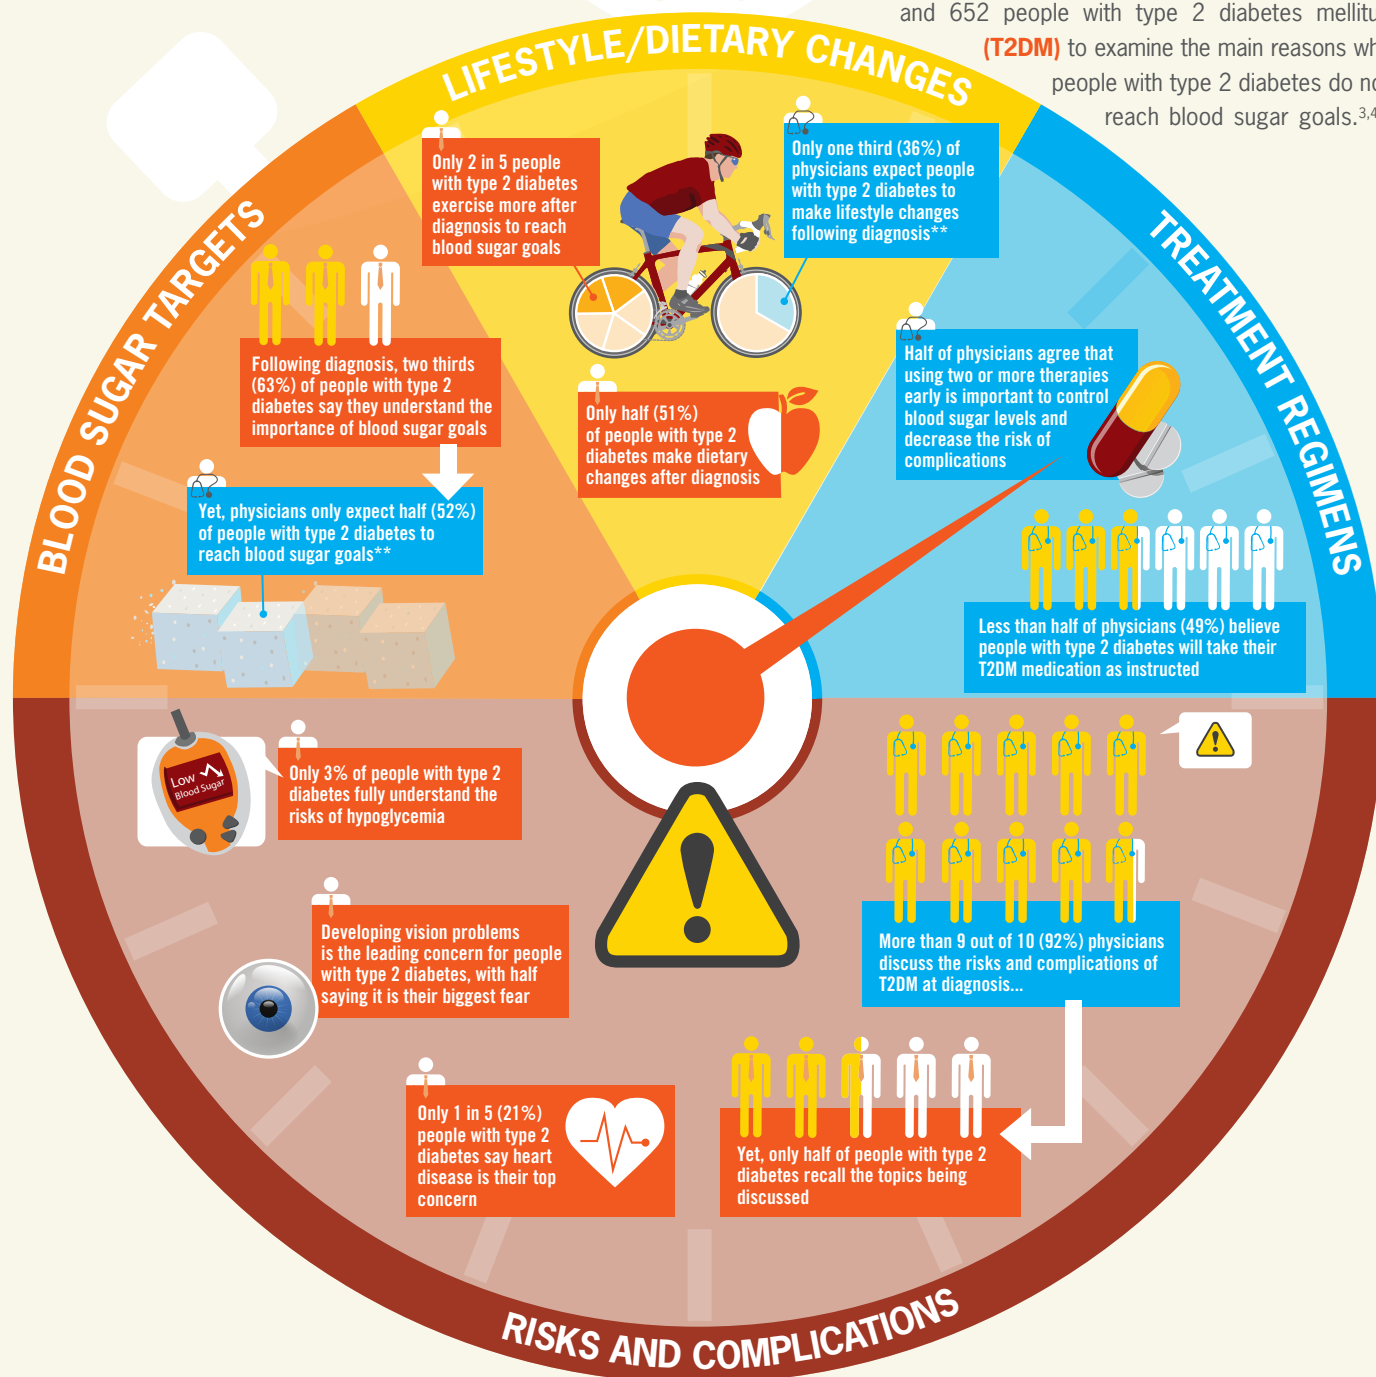 and 652 people with type 2 diabetes
(T2DM) to examine the main reasons
people with type 2 diabetes do
reach blood sugar goals.3,4
LIFESTYLE/DIETARY CHANGES
Only 2 in 5 people
with type 2 diabetes
exercise more after
diagnosis to reach
blood sugar goals
Only one third (36%) of
physicians expect people
with type 2 diabetes to
make lifestyle changes
following diagnosis**
Only half (51%)
of people with type 2
diabetes make dietary
changes after diagnosis
BLOOD SUGAR TARGETS
Following diagnosis, two thirds
(63%) of people with type 2
diabetes say they understand the
importance of blood sugar goals
Yet, physicians only expect half (52%)
of people with type 2 diabetes to
reach blood sugar goals**
TREATMENT REGIMENS
Half of physicians agree that
using two or more therapies
early is important to control
blood sugar levels and
decrease the risk of
complications
Less than half of physicians (49%) believe
people with type 2 diabetes will take their
T2DM medication as instructed
Low
Blood Sugar
Only 3% of people with type 2
diabetes fully understand the
risks of hypoglycemia
Developing vision problems
is the leading concern for people
with type 2 diabetes, with half
saying it is their biggest fear
Only 1 in 5 (21%)
people with type 2
diabetes say heart
disease is their top
concern
More than 9 out of 10 (92%) physicians
discuss the risks and complications of
T2DM at diagnosis...
Yet, only half of people with type 2
diabetes recall the topics being
discussed
RISKS AND COMPLICATIONS